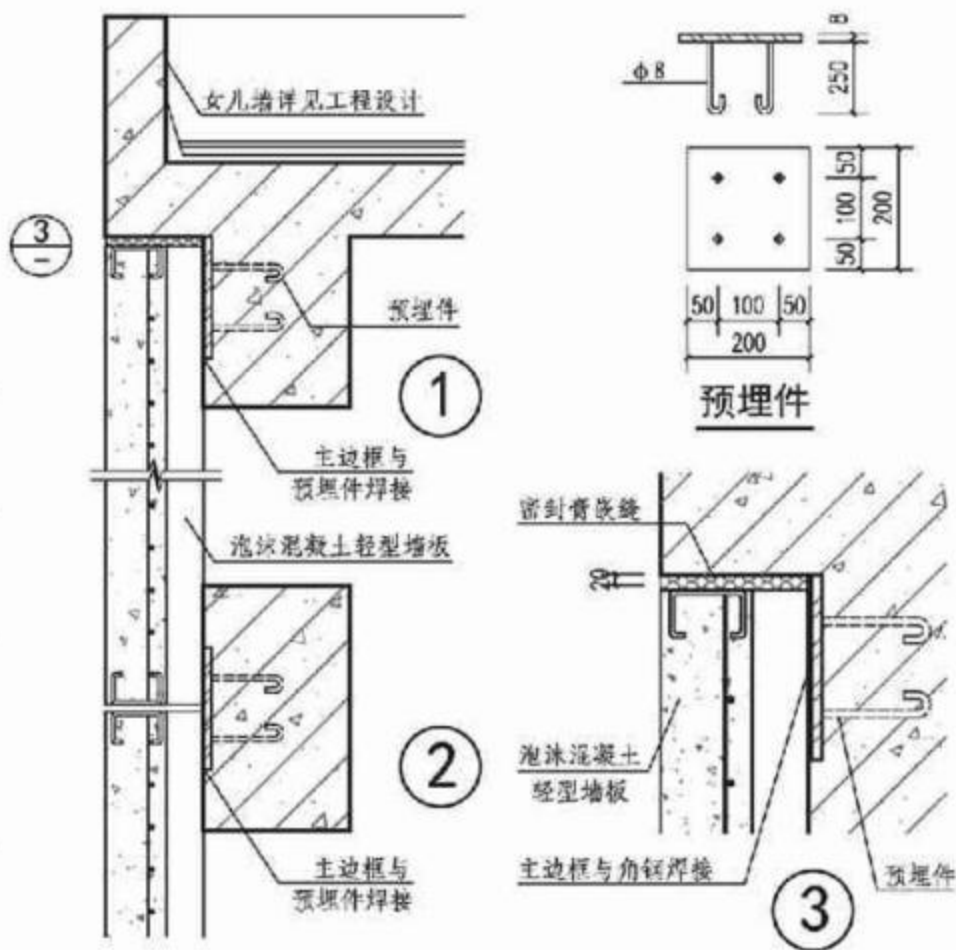 女儿墙详见工程设计
3
-
预埋件
1
主边框与
预埋件焊接
泡沫混凝土轻型墙板
2
主边框与
预埋件焊接
8
φ8
250
50
100
200
50
50 100 50
200
预埋件
密封膏嵌缝
20
泡沫混凝土
轻型墙板
主边框与角钢焊接
预埋件
3